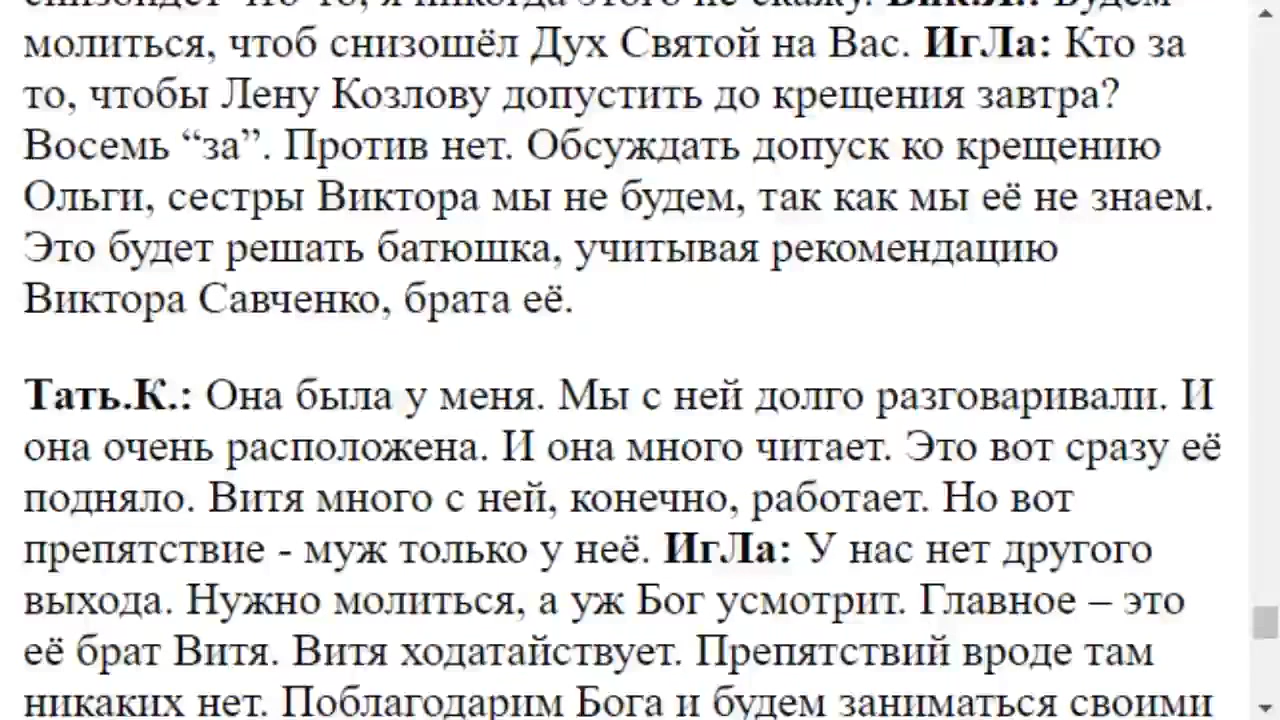 молиться, чтоб снизошёл Дух Святой на Вас. ИгЛа: Кто за
то, чтобы Лену Козлову допустить до крещения завтра?
Восемь “за”. Против нет. Обсуждать допуск ко крещению
Ольги, сестры Виктора мы не будем, так как мы её не знаем.
Это будет решать батюшка, учитывая рекомендацию
Виктора Савченко, брата её.
Тать.К.: Она была у меня. Мы с ней долго разговаривали. И
она очень расположена. И она много читает. Это вот сразу её
подняло. Витя много с ней, конечно, работает. Но вот
препятствие - муж только у неё. ИгЛа: У нас нет другого
выхода. Нужно молиться, а уж Бог усмотрит. Главное – это
её брат Витя. Витя ходатайствует. Препятствий вроде там
никаких нет. Поблагодарим Бога и будем заниматься своими